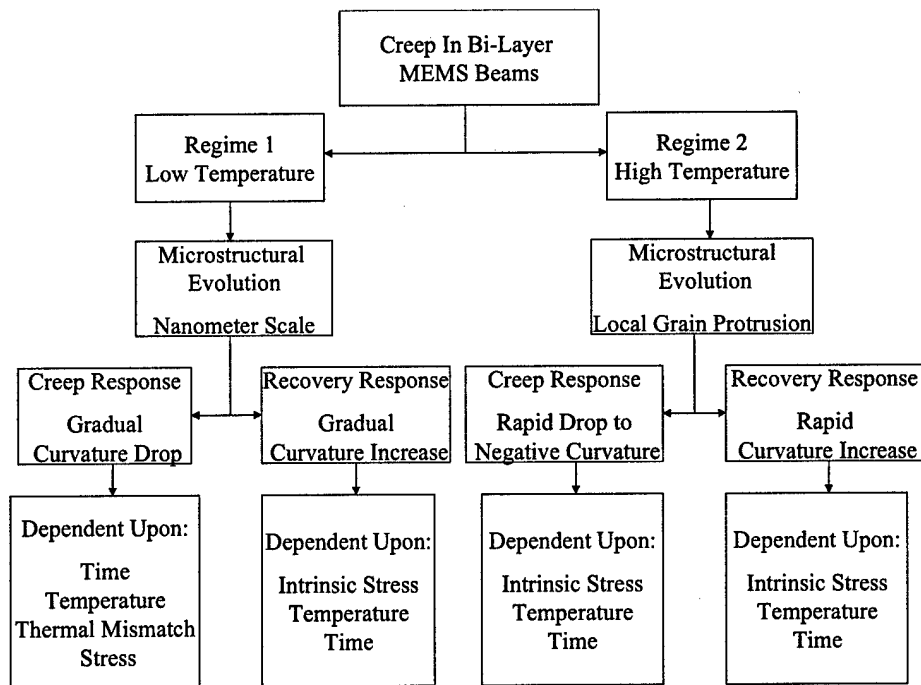 Creep In Bi-Layer
MEMS Beams
Regime 1
Low Temperature
Regime 2
High Temperature
Microstructural
Evolution
Nanometer Scale
Microstructural
Evolution
Local Grain Protrusion
Creep Response
Gradual
Curvature Drop
Recovery Response
Gradual
Curvature Increase
Creep Response
Rapid Drop to
Negative Curvature
Recovery Response
Rapid
Curvature Increase
Dependent Upon:
Time
Temperature
Thermal Mismatch
Stress
Dependent Upon:
Intrinsic Stress
Temperature
Time
Dependent Upon:
Intrinsic Stress
Temperature
Time
Dependent Upon:
Intrinsic Stress
Temperature
Time